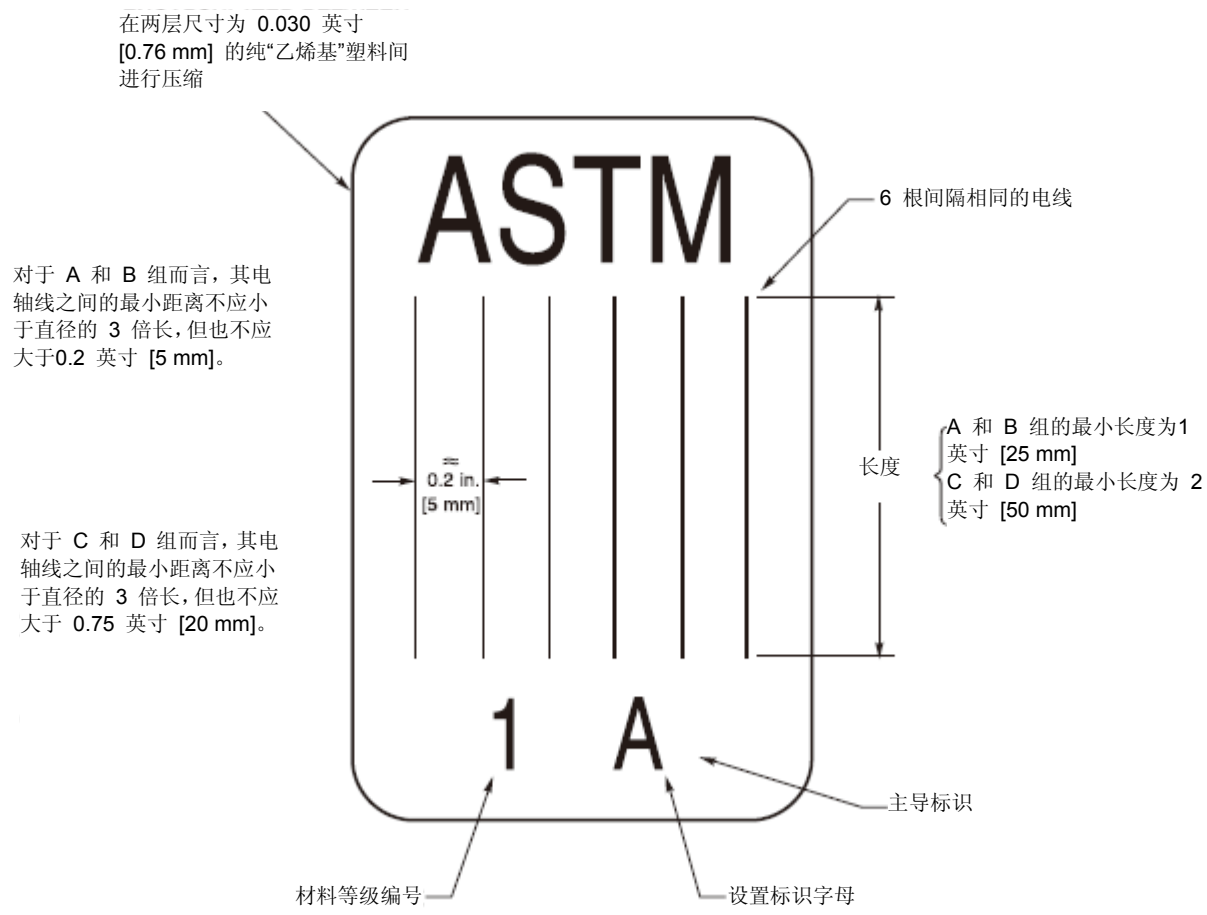 在两层尺寸为 0.030 英寸
[0.76 mm] 的纯“乙烯基”塑料间
进行压缩
ASTM
6 根间隔相同的电线
对于 A 和 B 组而言，其电
轴线之间的最小距离不应小
于直径的 3 倍长，但也不应
大于0.2 英寸 [5 mm]。
A 和 B 组的最小长度为1
英寸 [25 mm]
C 和 D 组的最小长度为 2
英寸 [50 mm]
长度
≈
0.2 in.
[5 mm]
对于 C 和 D 组而言，其电
轴线之间的最小距离不应小
于直径的 3 倍长，但也不应
大于 0.75 英寸 [20 mm]。
1 A
主导标识
材料等级编号
设置标识字母